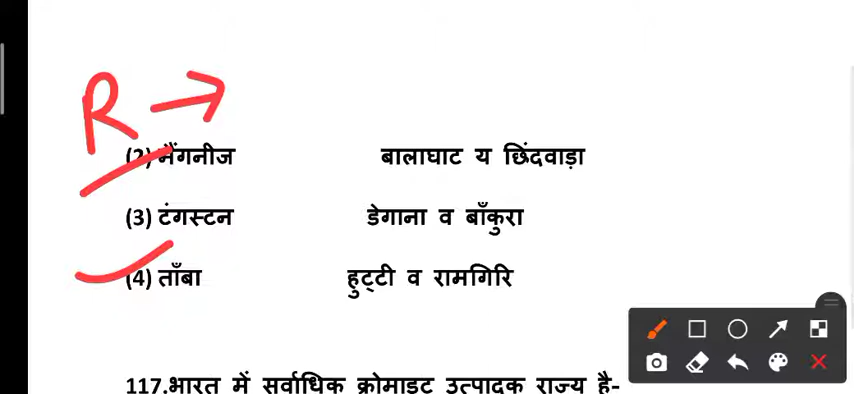 R →
(2) मैंगनीज बालाघाट य छिंदवाड़ा
(3) टंगस्टन डेगाना व बाँकुरा
(4) ताँबा हुट्टी व रामगिरि
117.भारत में सर्वाधिक क्रोमाइट उत्पादक राज्य है-